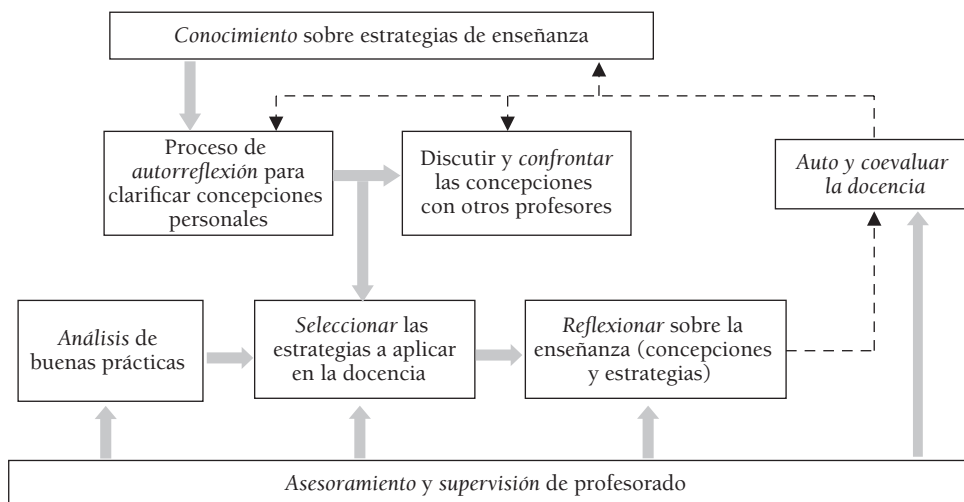 Conocimiento sobre estrategias de enseñanza
Proceso de
autorreflexión para
clarificar concepciones
personales
Discutir y confrontar
las concepciones
con otros profesores
Auto y coevaluar
la docencia
Análisis de
buenas prácticas
Seleccionar las
estrategias a aplicar
en la docencia
Reflexionar sobre la
enseñanza (concepciones
y estrategias)
Asesoramiento y supervisión de profesorado